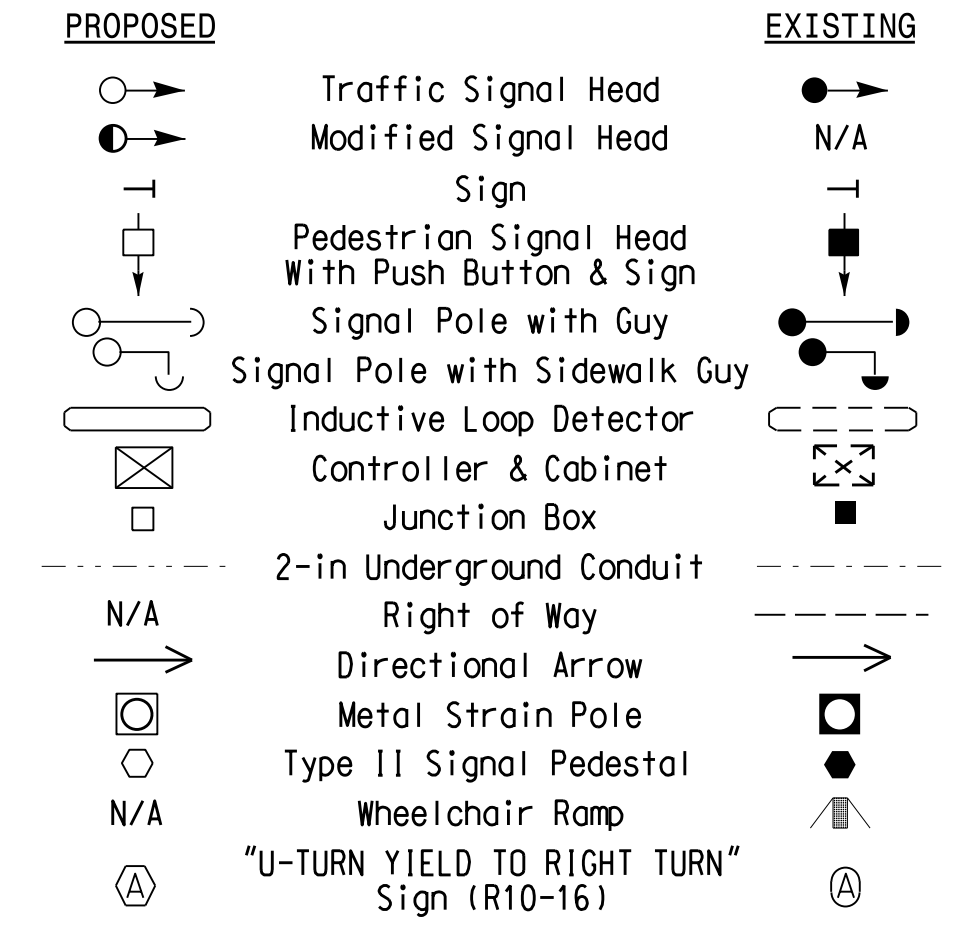 PROPOSED EXISTING
Traffic Signal Head
Modified Signal Head N/A
Sign
Pedestrian Signal Head
With Push Button & Sign
Signal Pole with Guy
Signal Pole with Sidewalk Guy
Inductive Loop Detector
Controller & Cabinet
Junction Box
2-in Underground Conduit
N/A Right of Way
Directional Arrow
Metal Strain Pole
Type II Signal Pedestal
N/A Wheelchair Ramp
"U-TURN YIELD TO RIGHT TURN"
A Sign (R10-16) A